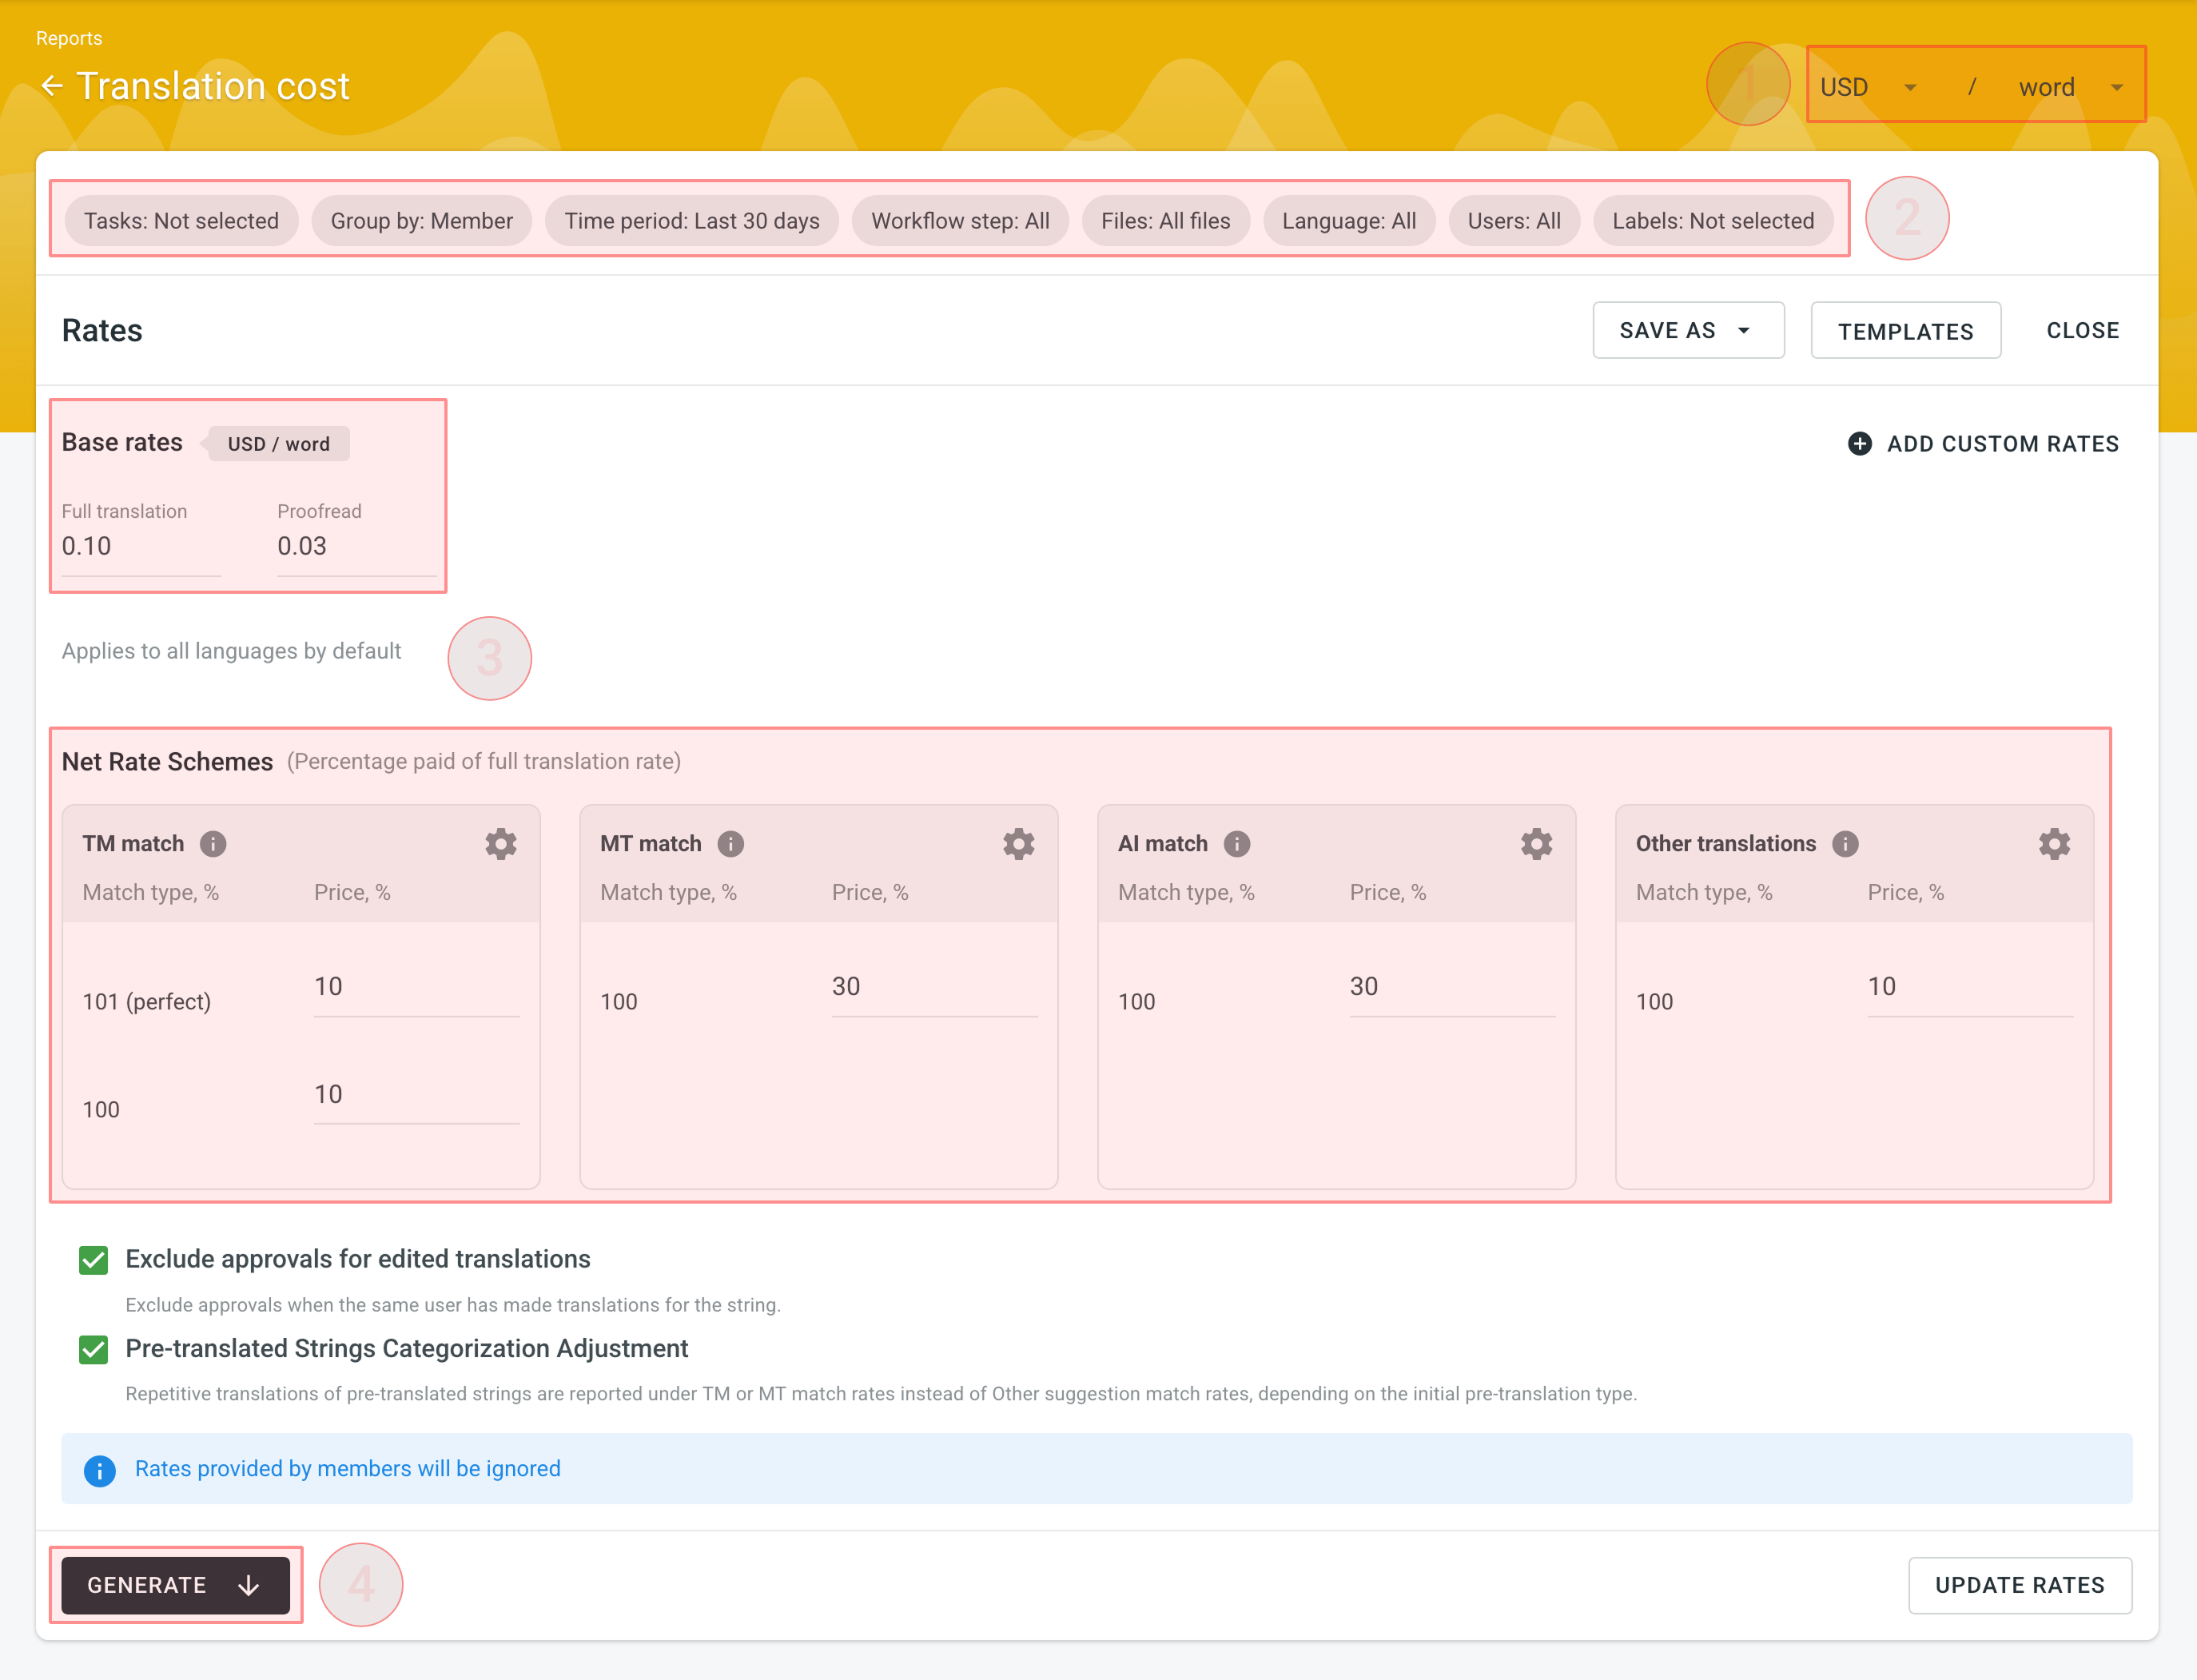 Reports
Translation cost
1
USD / word
Tasks: Not selected Group by: Member Time period: Last 30 days Workflow step: All Files: All files Language: All Users: All Labels: Not selected
2
Rates SAVE AS TEMPLATES CLOSE
Base rates USD / word ADD CUSTOM RATES
Full translation Proofread
0.10 0.03
Applies to all languages by default
3
Net Rate Schemes (Percentage paid of full translation rate)
TM match MT match AI match Other translations
Match type, % Price, % Match type, % Price, % Match type, % Price, % Match type, % Price, %
101 (perfect) 10 100 30 100 30 100 10
100 10
Exclude approvals for edited translations
Exclude approvals when the same user has made translations for the string.
Pre-translated Strings Categorization Adjustment
Repetitive translations of pre-translated strings are reported under TM or MT match rates instead of Other suggestion match rates, depending on the initial pre-translation type.
Rates provided by members will be ignored
GENERATE 4 UPDATE RATES